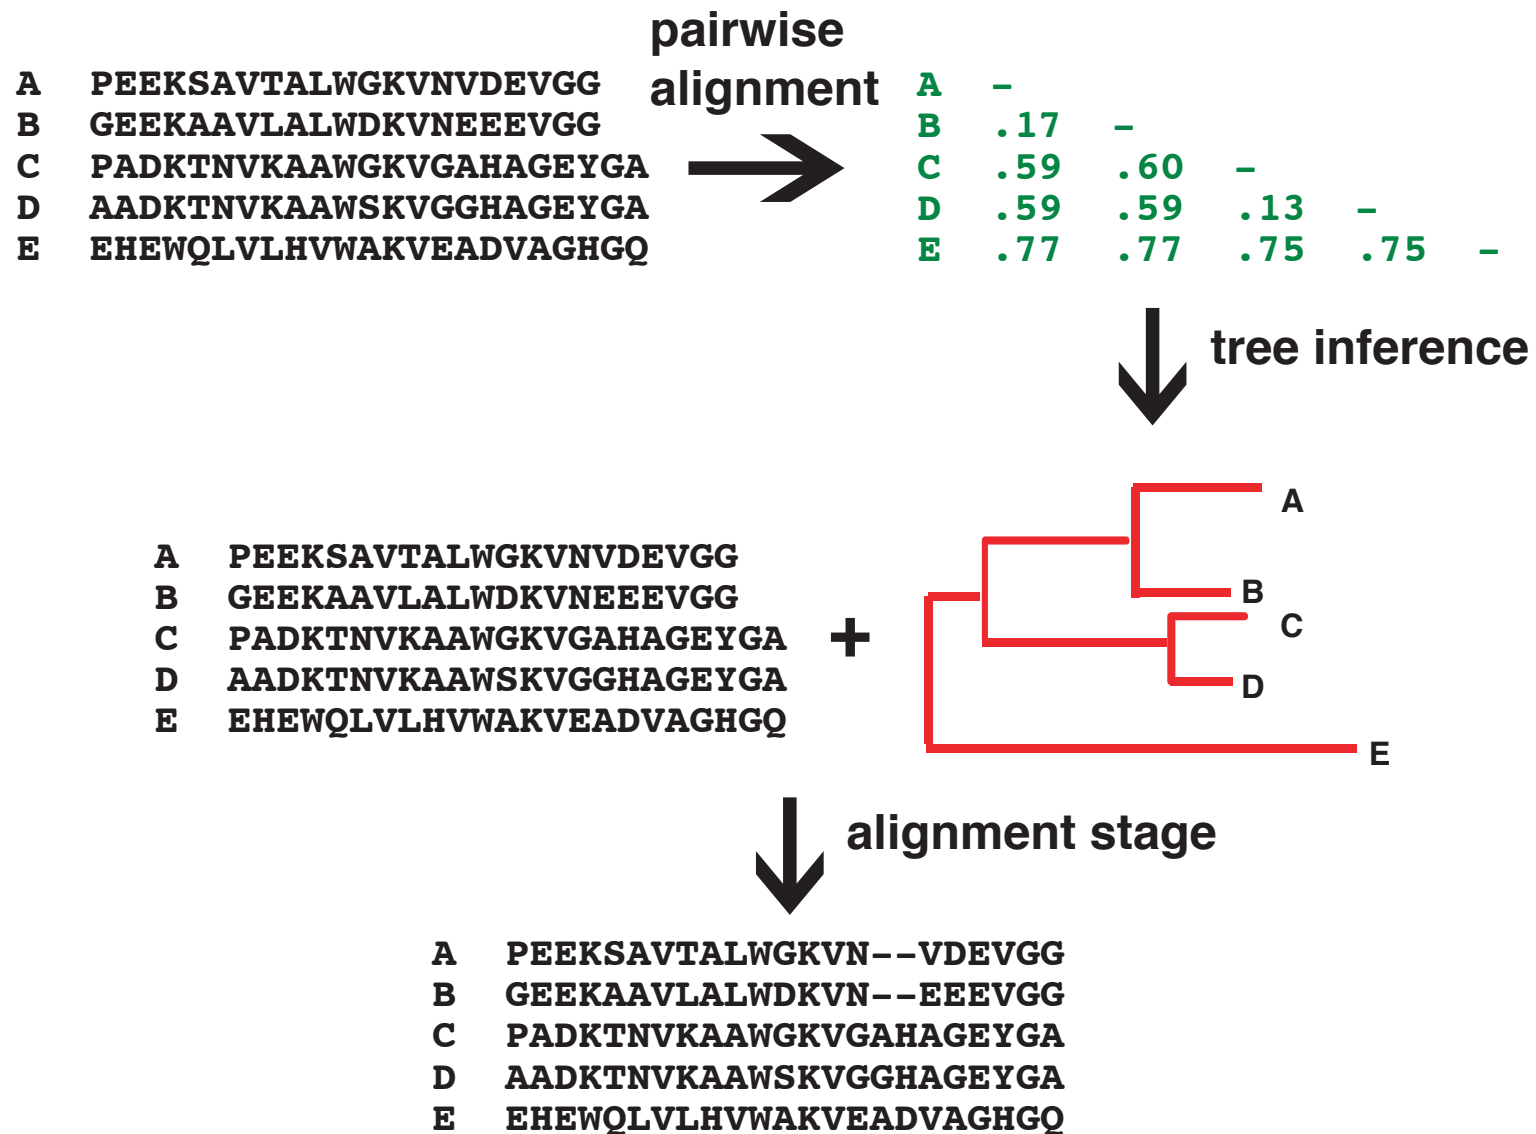 pairwise
alignment
A PEEKSAVTALWGKVNVDEVGG
B GEEKAAVLALWDKVNEEEVGG
C PADKTNVKAAWGKVGAHAGEYGA
D AADKTNVKAAWSKVGGHAGEYGA
E EHEWQLVLHVWAKVEADVAGHGQ
A –
B .17 –
C .59 .60 –
D .59 .59 .13 –
E .77 .77 .75 .75 –
tree inference
A PEEKSAVTALWGKVNVDEVGG
B GEEKAAVLALWDKVNEEEVGG
C PADKTNVKAAWGKVGAHAGEYGA
D AADKTNVKAAWSKVGGHAGEYGA
E EHEWQLVLHVWAKVEADVAGHGQ
+
A
B
C
D
E
alignment stage
A PEEKSAVTALWGKVN--VDEVGG
B GEEKAAVLALWDKVN--EEEVGG
C PADKTNVKAAWGKVGAHAGEYGA
D AADKTNVKAAWSKVGGHAGEYGA
E EHEWQLVLHVWAKVEADVAGHGQ